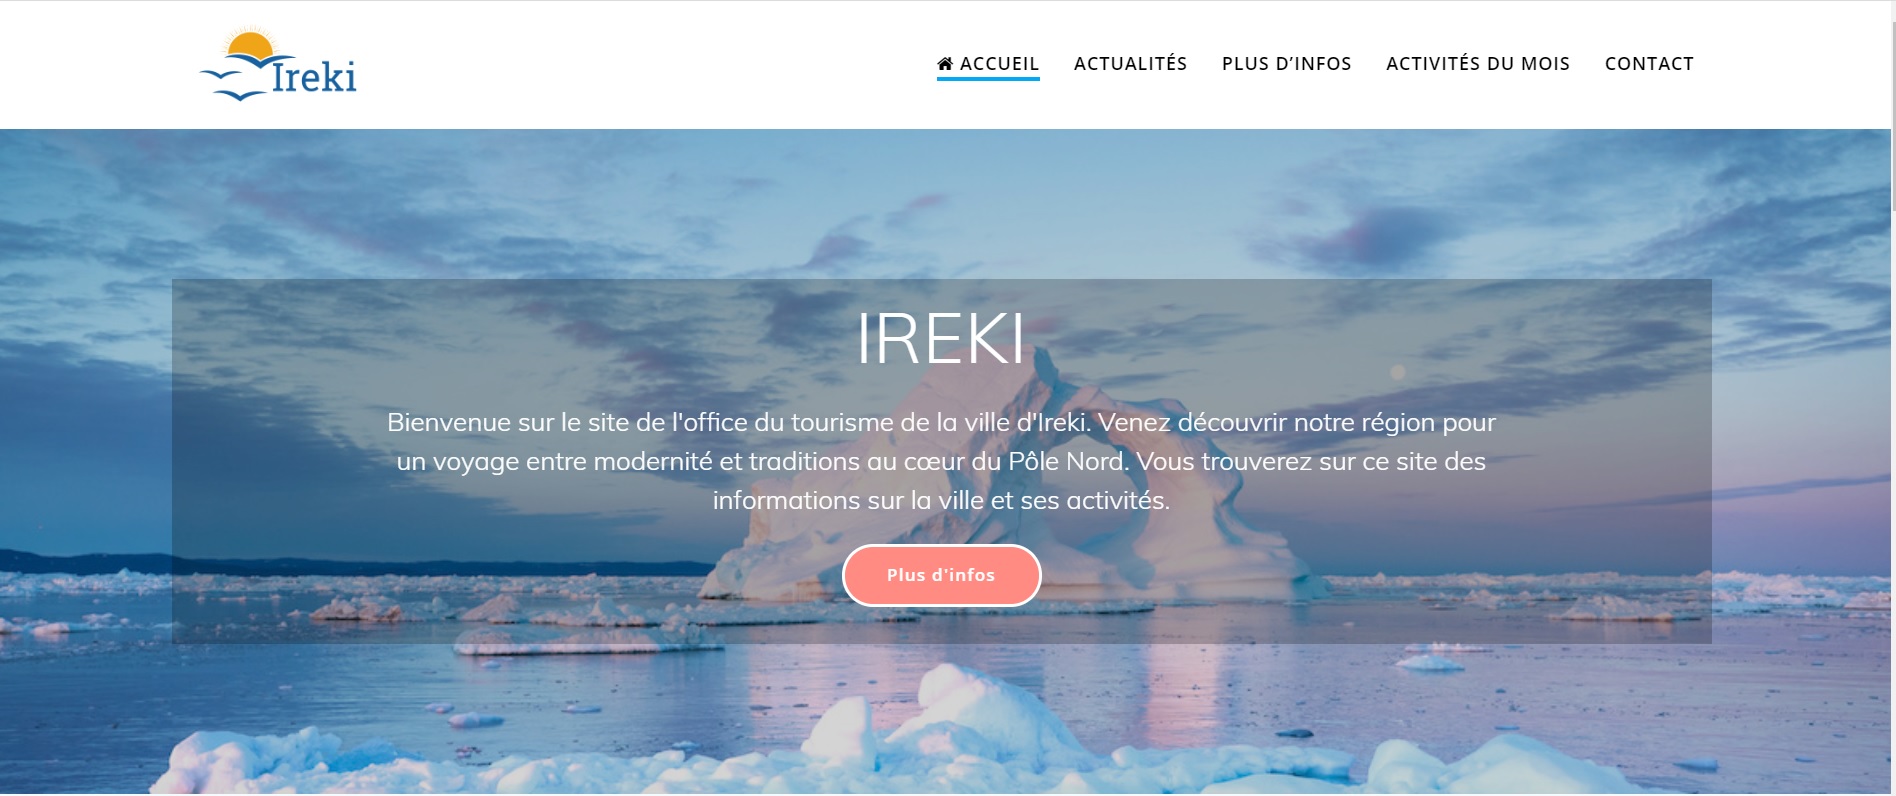 Ireki
ACCUEIL ACTUALITÉS PLUS D’INFOS ACTIVITÉS DU MOIS CONTACT
IREKI
Bienvenue sur le site de l'office du tourisme de la ville d'Ireki. Venez découvrir notre région pour
un voyage entre modernité et traditions au cœur du Pôle Nord. Vous trouverez sur ce site des
informations sur la ville et ses activités.
Plus d'infos